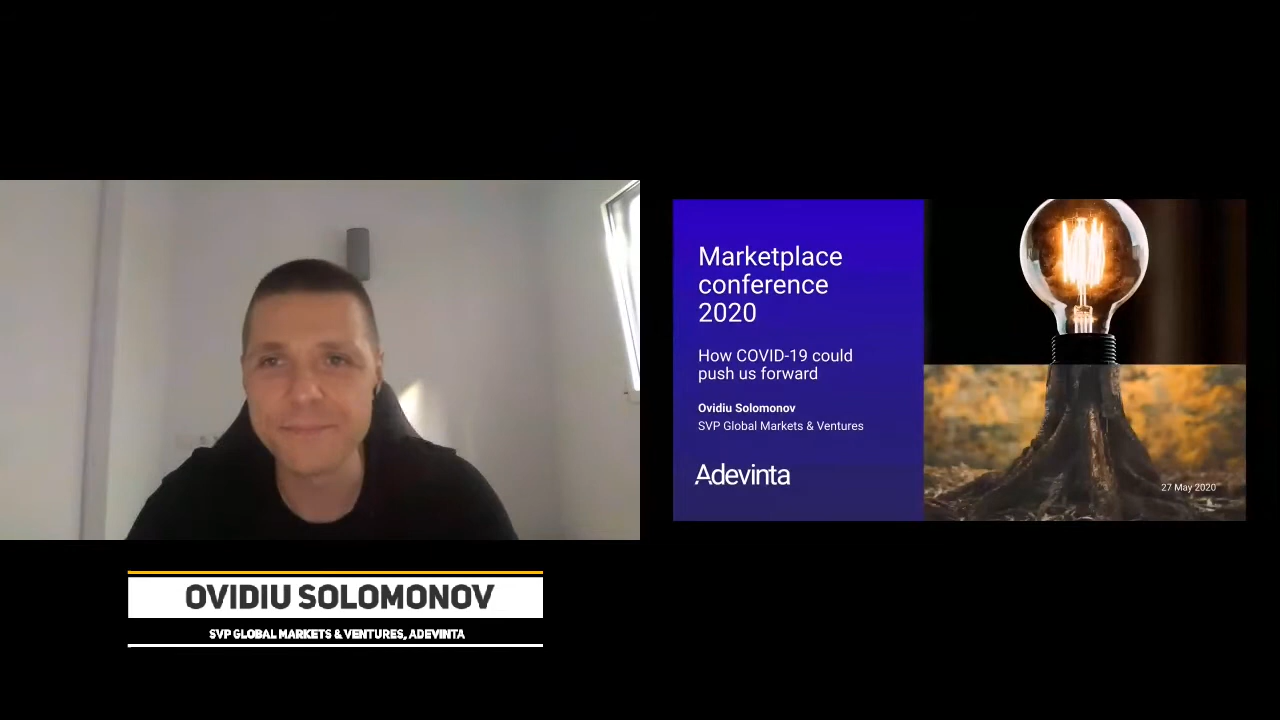 Marketplace
conference
2020
How COVID-19 could
push us forward
Ovidiu Solomonov
SVP Global Markets & Ventures
Adevinta
27 May 2020
OVIDIU SOLOMONOV
SVP GLOBAL MARKETS & VENTURES, ADEVINTA